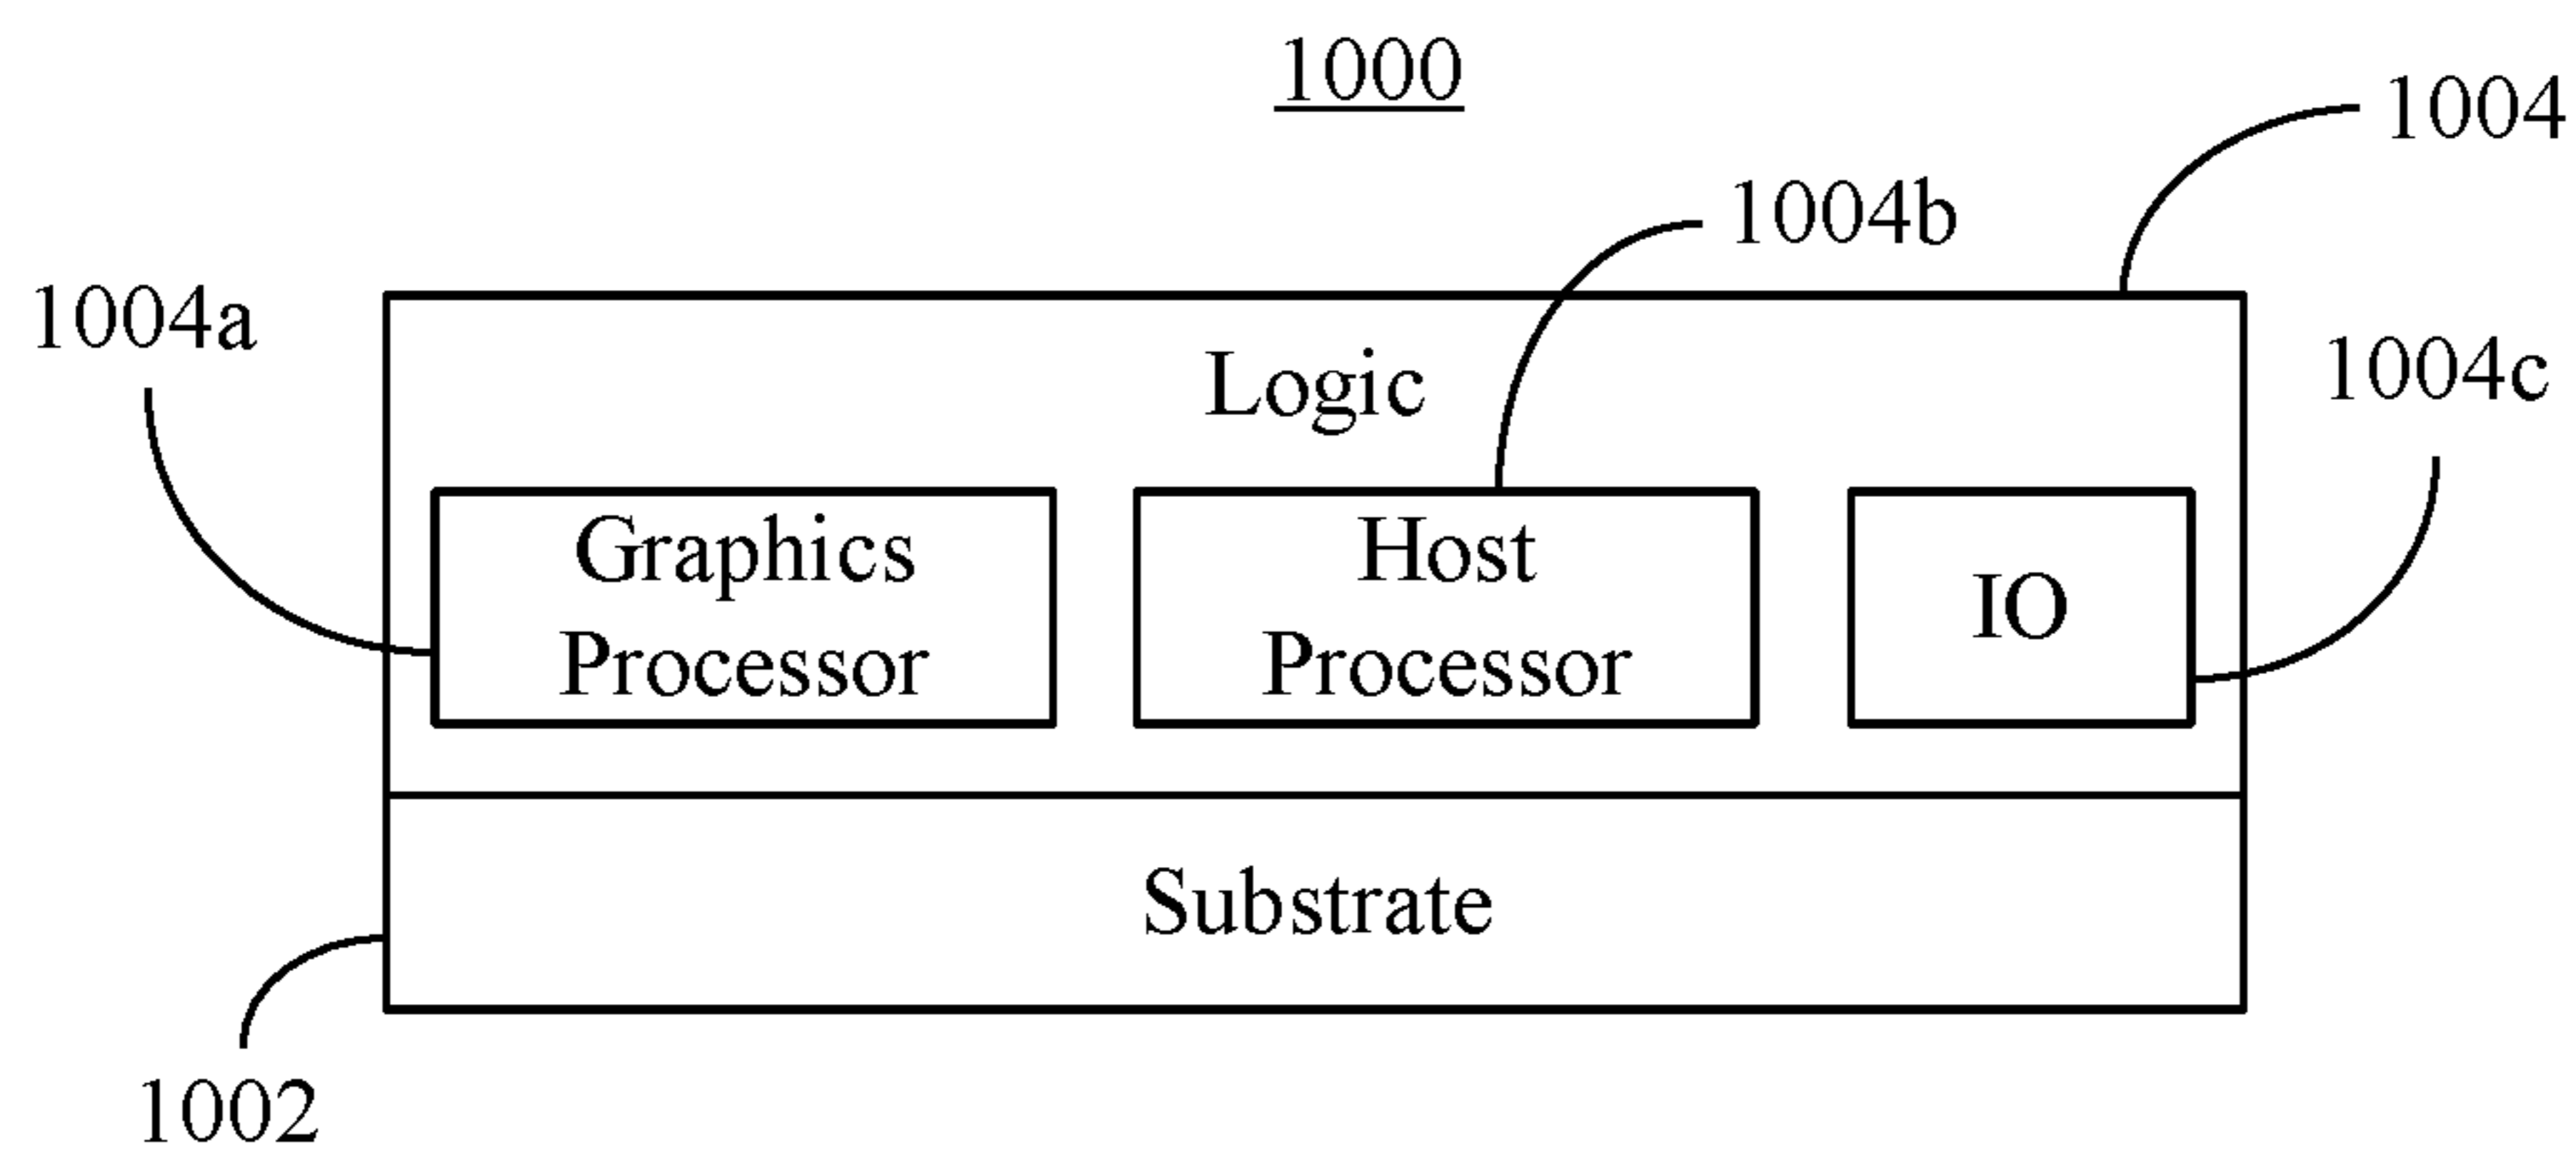 1000
1004
1004b
1004a
1004c
Logic
Graphics
Processor
Host
Processor
IO
Substrate
1002